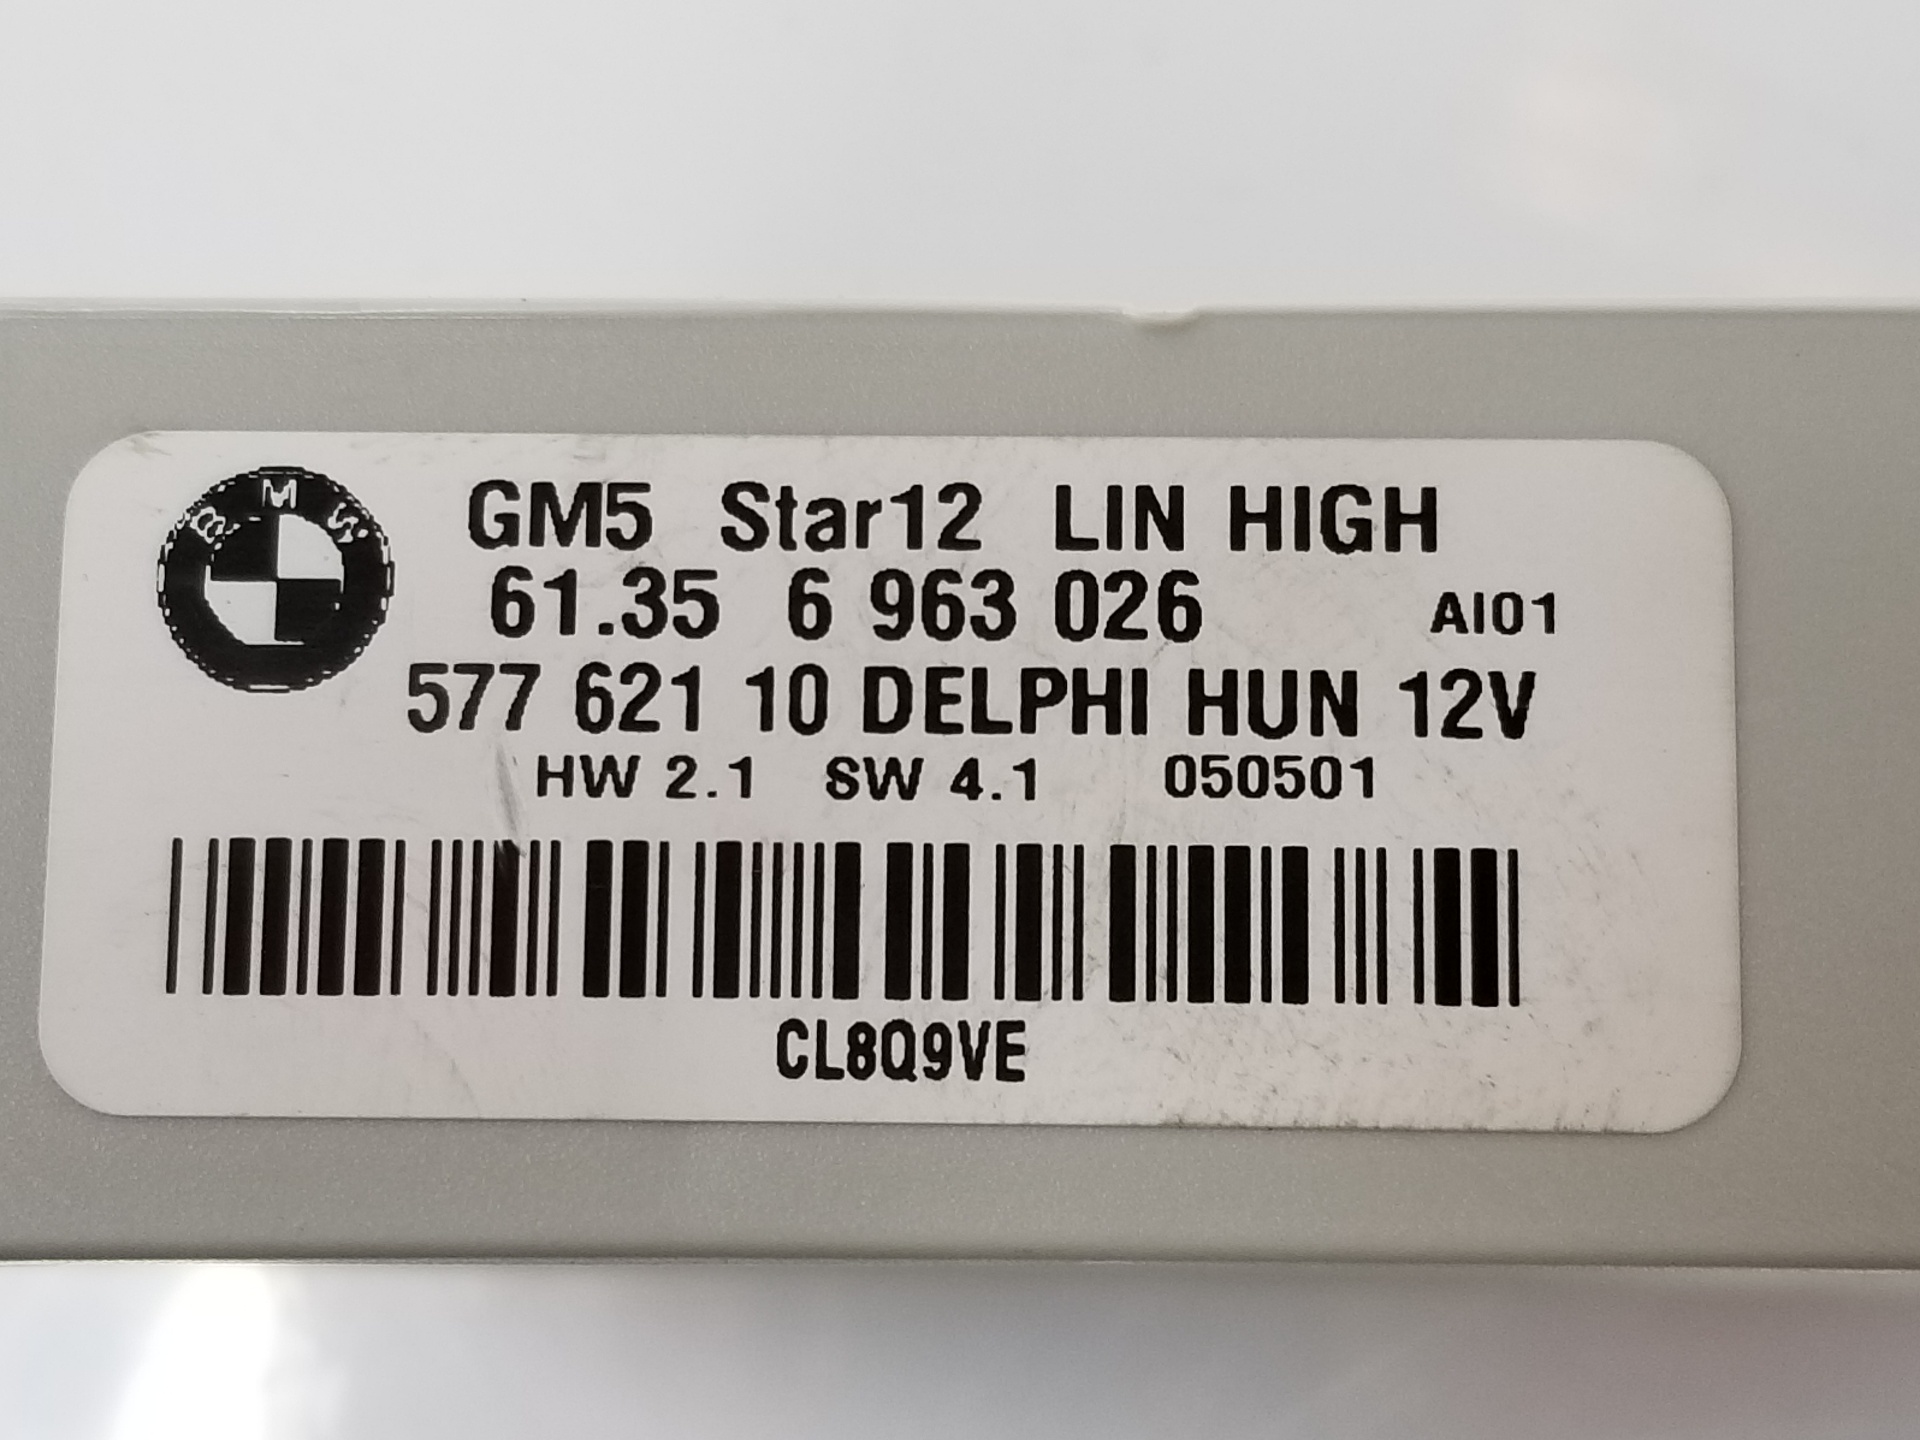 BMW
GM5 Star12 LIN HIGH
61.35 6 963 026 AI01
577 621 10 DELPHI HUN 12V
HW 2.1 SW 4.1 050501
CL8Q9VE